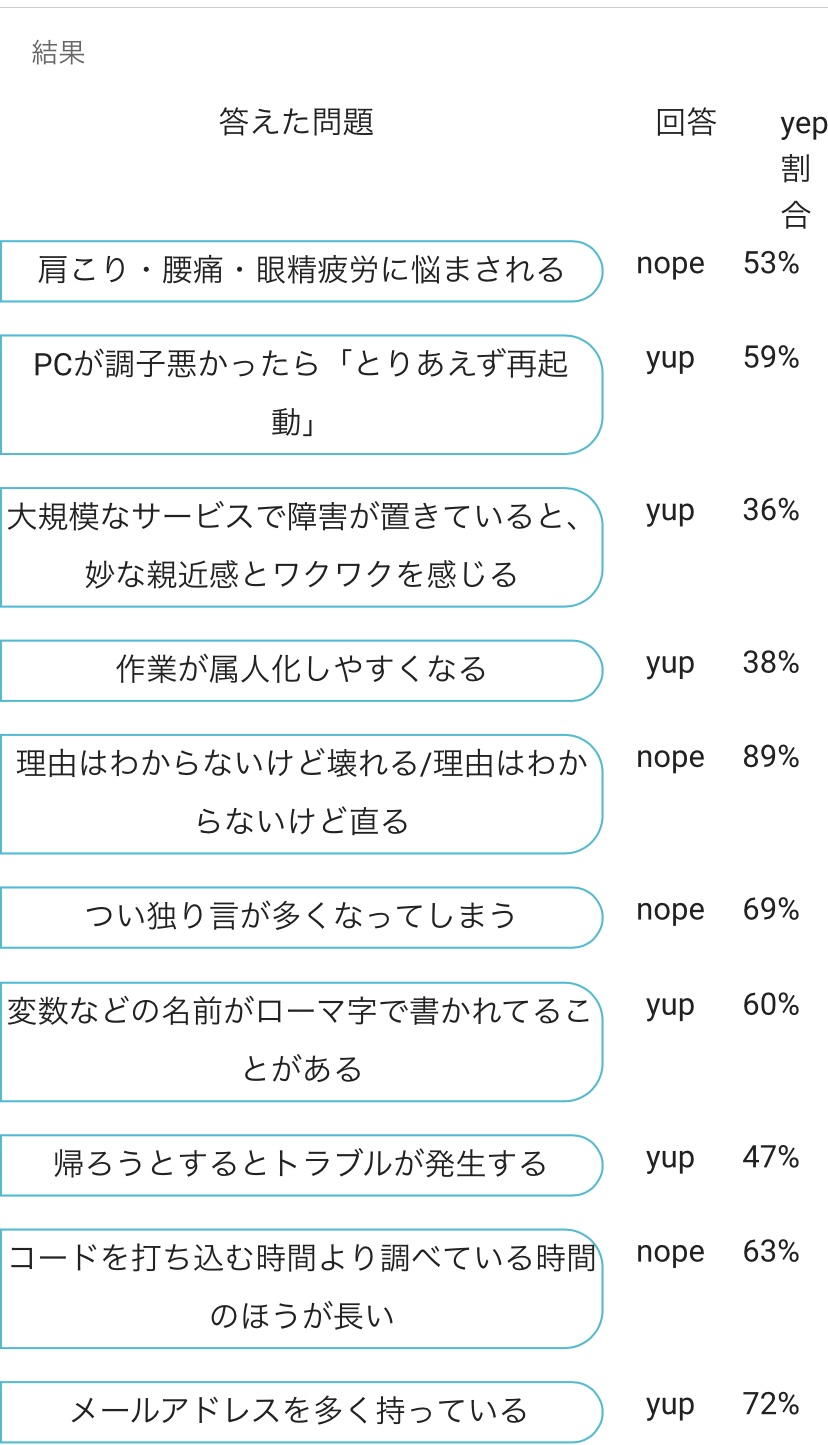 結果
答えた問題 回答 yep
割
合
肩こり・腰痛・眼精疲労に悩まされる nope 53%
PCが調子悪かったら「とりあえず再起 yup 59%
動」
大規模なサービスで障害が置きていると、 yup 36%
妙な親近感とワクワクを感じる
作業が属人化しやすくなる yup 38%
理由はわからないけど壊れる/理由はわか nope 89%
らないけど直る
つい独り言が多くなってしまう nope 69%
変数などの名前がローマ字で書かれてるこ yup 60%
とがある
帰ろうとするとトラブルが発生する yup 47%
コードを打ち込む時間より調べている時間 nope 63%
のほうが長い
メールアドレスを多く持っている yup 72%